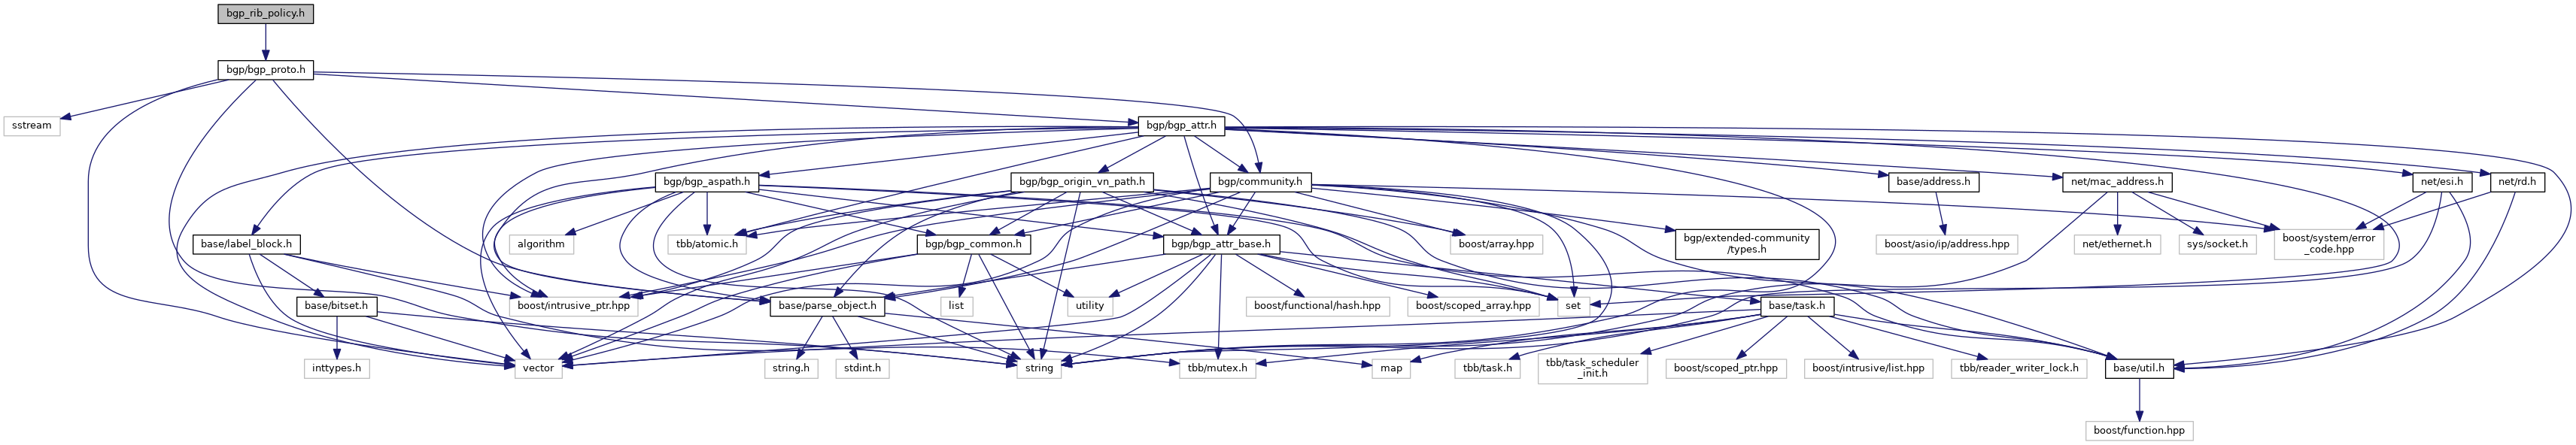 bgp_rib_policy.h
bgp/bgp_proto.h
sstream
bgp/bgp_attr.h
bgp/bgp_aspath.h
bgp/bgp_origin_vn_path.h
bgp/community.h
base/address.h
net/mac_address.h
net/esi.h
net/rd.h
base/label_block.h
algorithm
tbb/atomic.h
bgp/bgp_common.h
bgp/bgp_attr_base.h
boost/array.hpp
bgp/extended-community
/types.h
boost/asio/ip/address.hpp
net/ethernet.h
sys/socket.h
boost/system/error
_code.hpp
base/bitset.h
boost/intrusive_ptr.hpp
base/parse_object.h
list
utility
boost/functional/hash.hpp
boost/scoped_array.hpp
set
base/task.h
inttypes.h
vector
string.h
stdint.h
string
tbb/mutex.h
map
tbb/task.h
tbb/task_scheduler
_init.h
boost/scoped_ptr.hpp
boost/intrusive/list.hpp
tbb/reader_writer_lock.h
base/util.h
boost/function.hpp